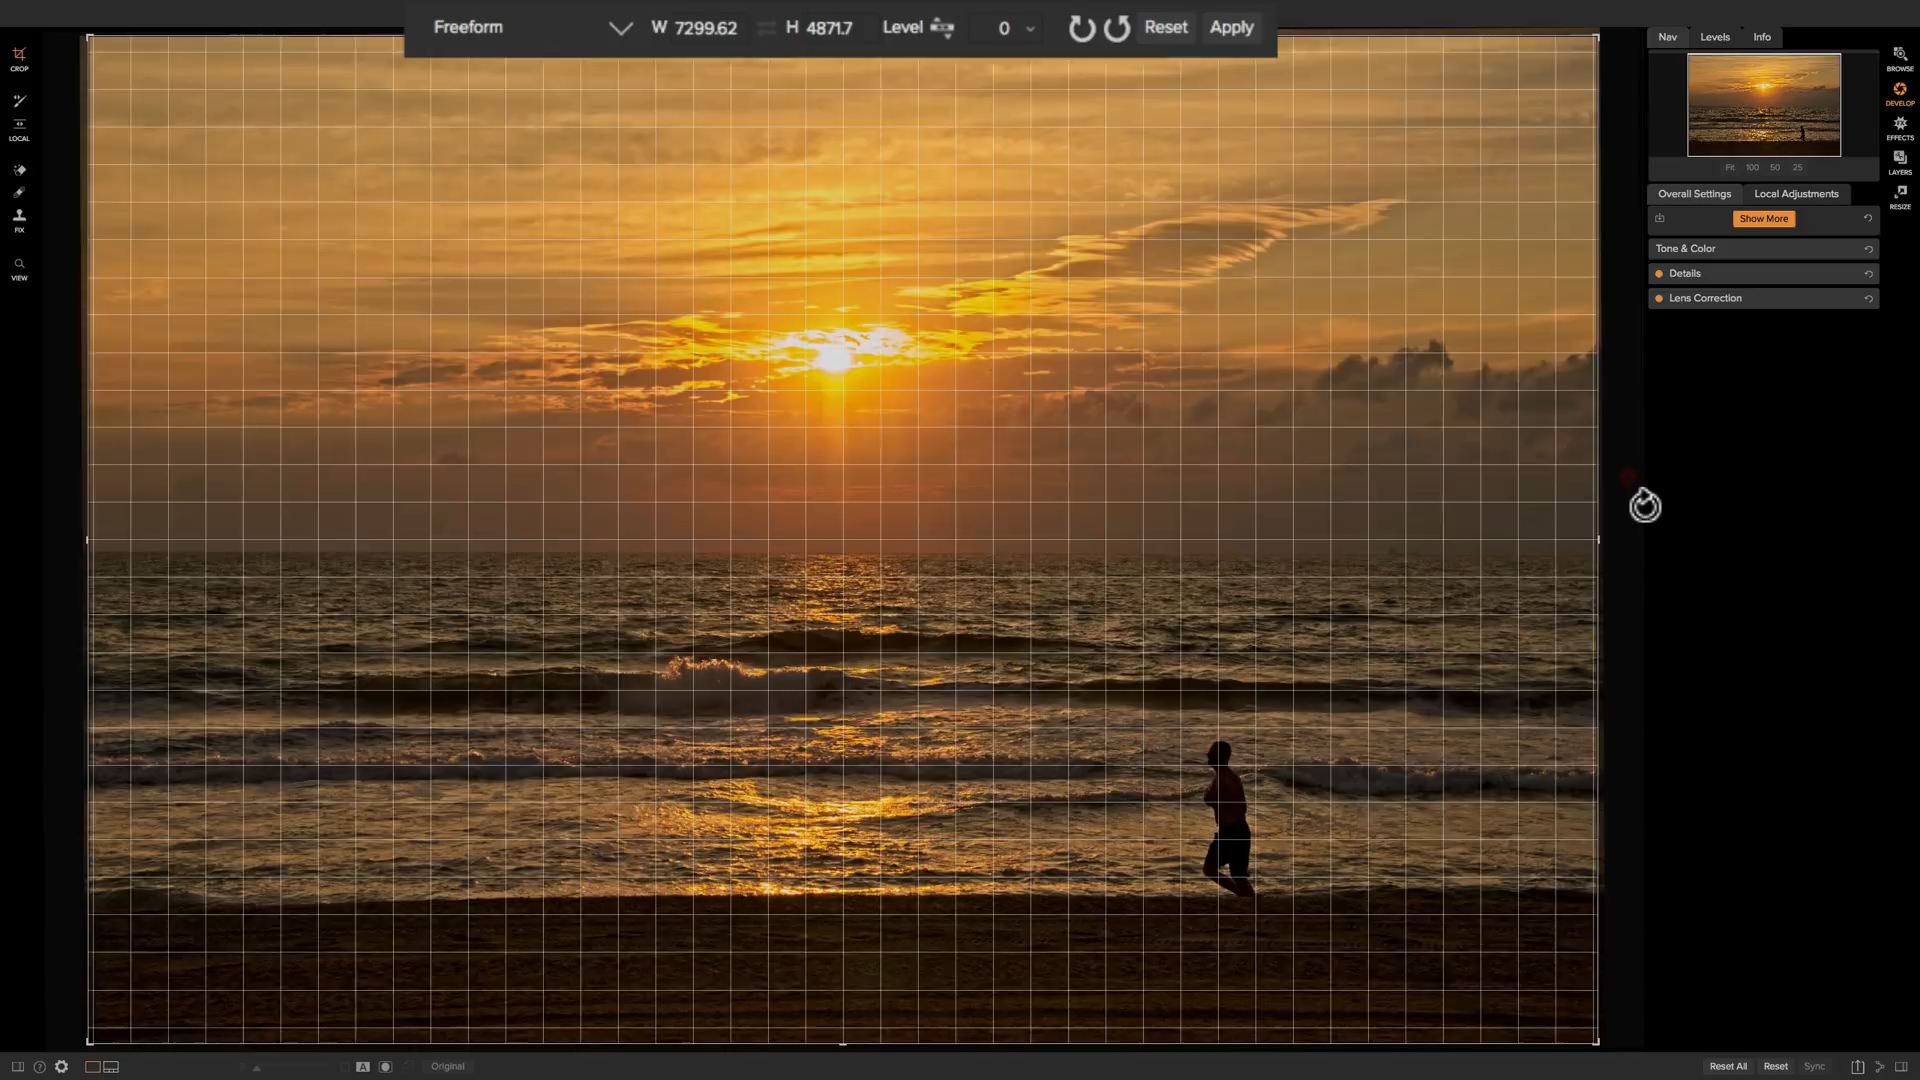 Freeform W 7299.62 H 4871.7 Level 0 Reset Apply
Nav Levels Info
CROP
LOCAL
FIX
VIEW
BROWSE
DEVELOP
EFFECTS
LAYERS
RESIZE
Fit 100 50 25
Overall Settings Local Adjustments
Show More
Tone & Color
Details
Lens Correction
A Original Reset All Reset Sync